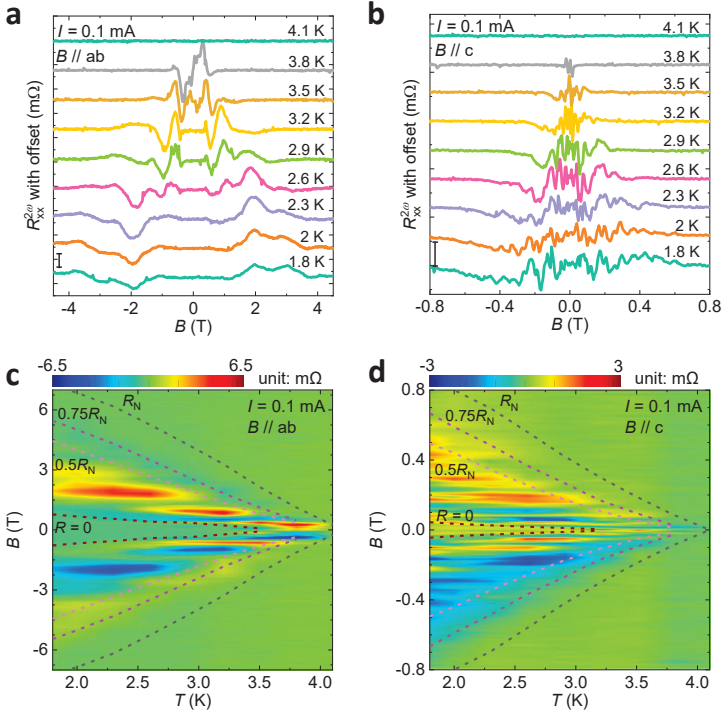 a
I = 0.1 mA
B // ab
4.1 K
3.8 K
3.5 K
3.2 K
2.9 K
2.6 K
2.3 K
2 K
1.8 K
R_xx^2ω with offset (mΩ)
-4 -2 0 2 4
B (T)
b
I = 0.1 mA
B // c
4.1 K
3.8 K
3.5 K
3.2 K
2.9 K
2.6 K
2.3 K
2 K
1.8 K
R_xx^2ω with offset (mΩ)
-0.8 -0.4 0.0 0.4 0.8
B (T)
c
-6.5 6.5
unit: mΩ
R_N
I = 0.1 mA
B // ab
0.75R_N
0.5R_N
R = 0
6
3
0
-3
-6
B (T)
2.0 2.5 3.0 3.5 4.0
T (K)
d
-3 3
unit: mΩ
R_N
I = 0.1 mA
B // c
0.75R_N
0.5R_N
R = 0
0.8
0.4
0.0
-0.4
-0.8
B (T)
2.0 2.5 3.0 3.5 4.0
T (K)